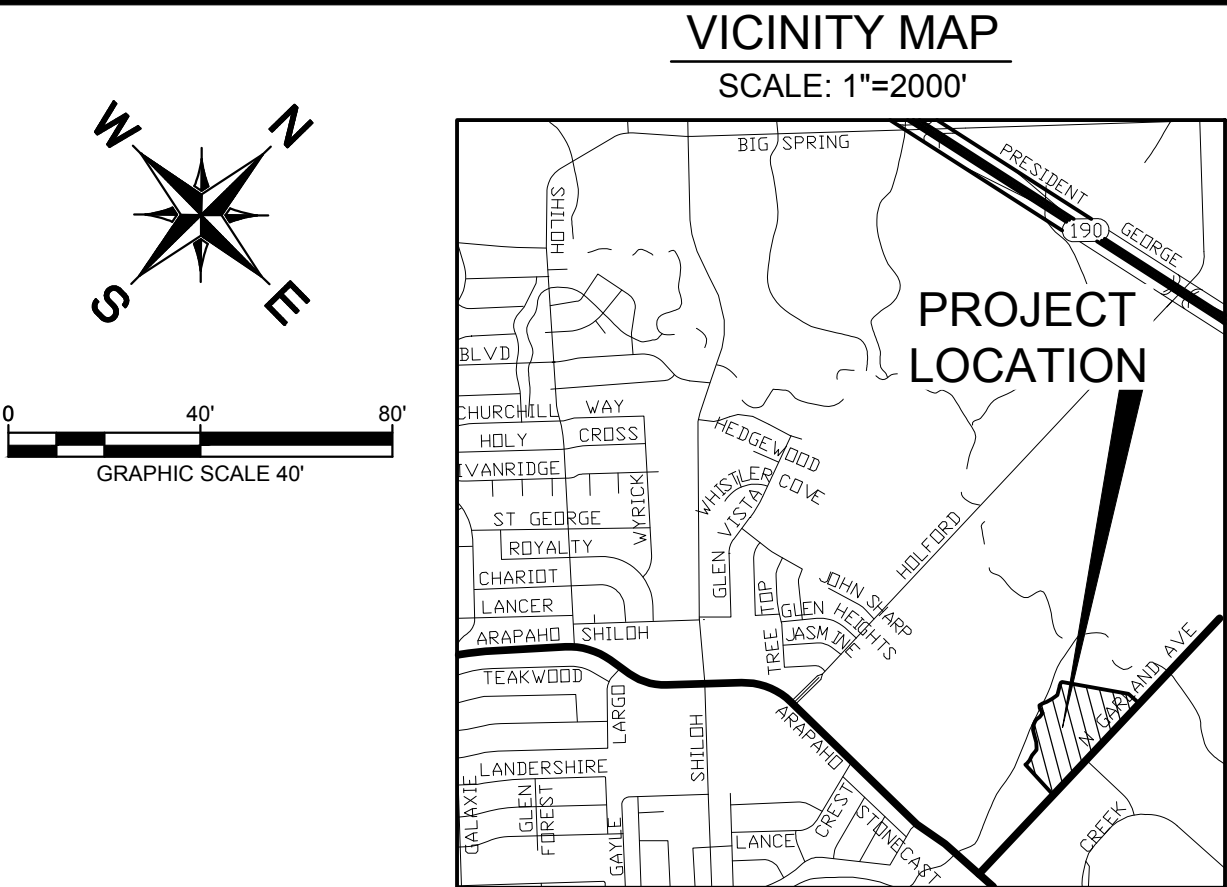 VICINITY MAP
SCALE: 1"=2000'
W
N
S
E
0
40'
80'
GRAPHIC SCALE 40'
BIG SPRING
PRESIDENT
190
GEORGE
SHILOH
PROJECT
LOCATION
BLVD
CHURCHILL WAY
HOLY CROSS
IVANRIDGE
WYRICK
ST GEORGE
ROYALTY
CHARIOT
LANCER
ARAPAHO
SHILOH
HEDGEWOOD
WHISTLER COVE
GLEN VISTA
HOLFORD
JOHN SHARP
GLEN HEIGHTS
TREE TOP
JASMINE
TEAKWOOD
LARGO
SHILOH
ARAPAHO
N GARLAND AVE
LANDERSHIRE
GALAXIE
GLEN
FOREST
GAYLE
LANCE
CREST
STONECAST
CREEK